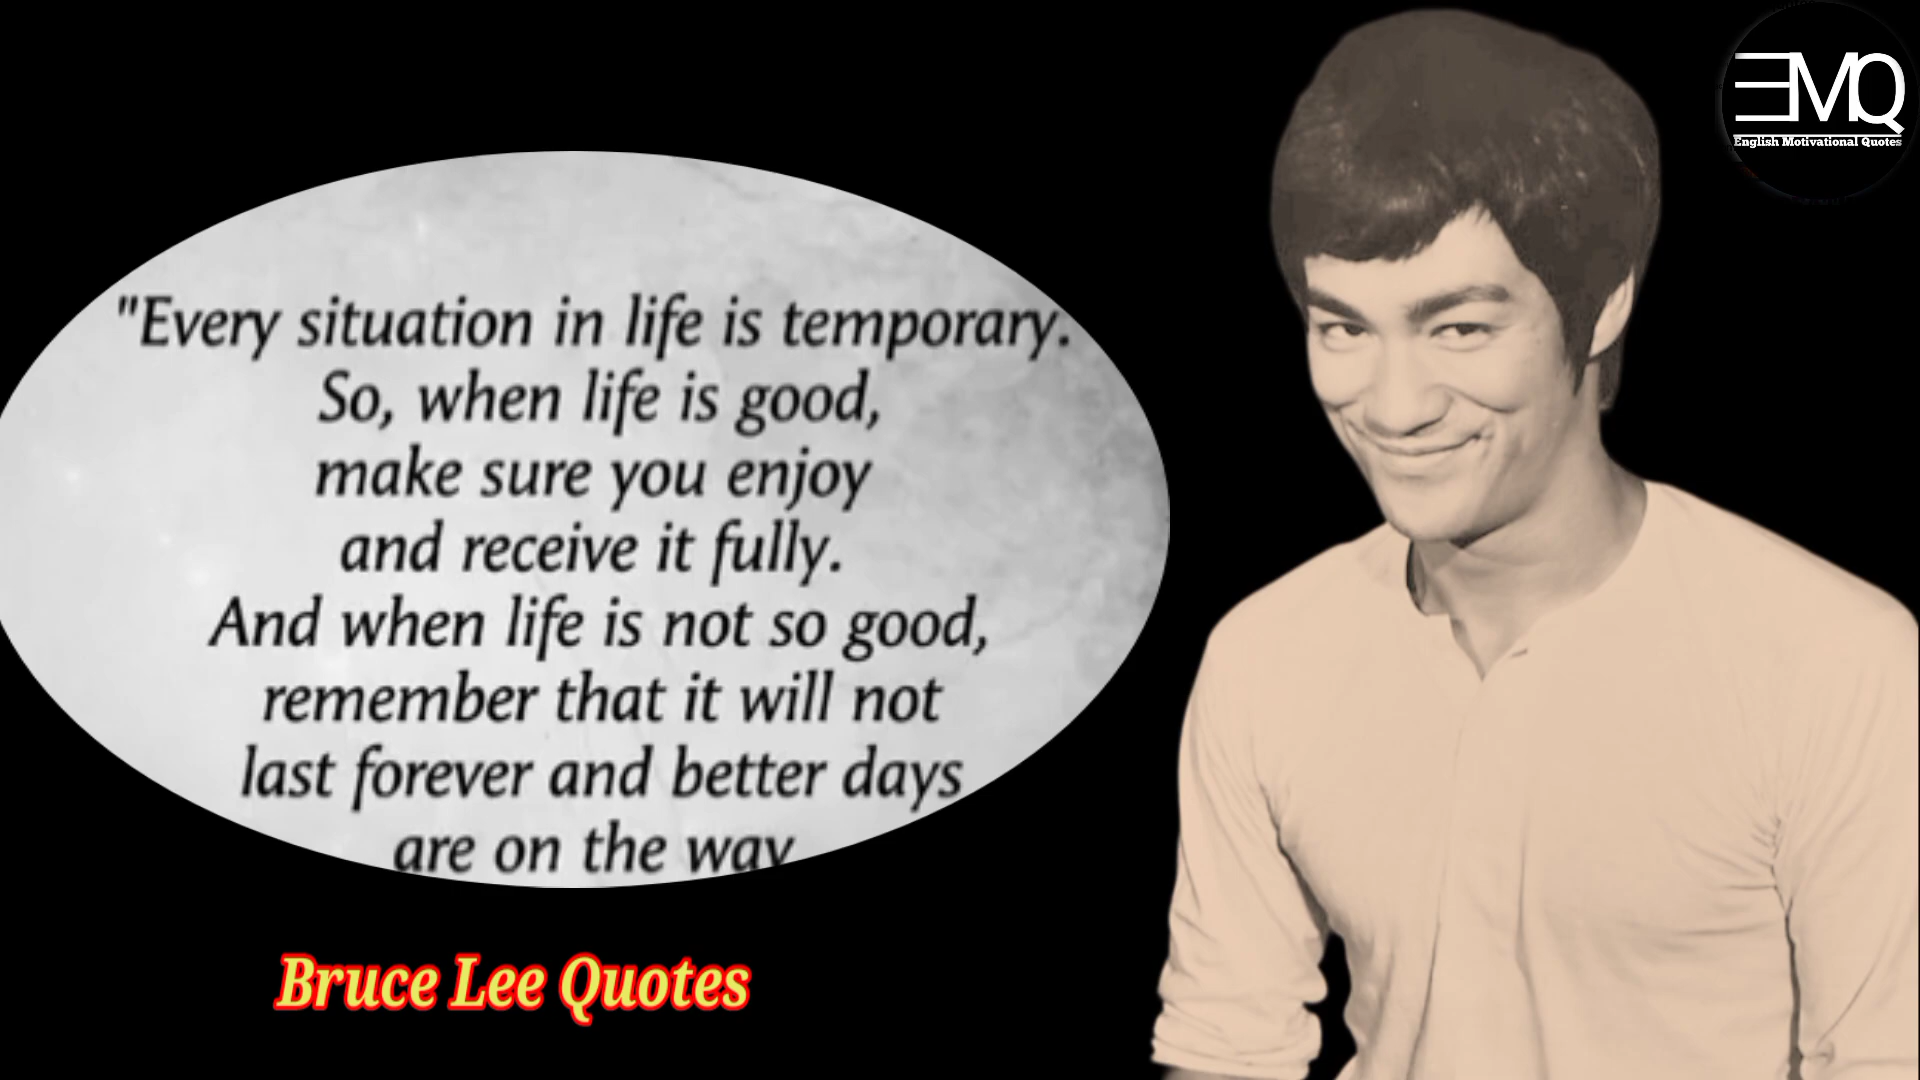 EMQ
English Motivational Quotes
"Every situation in life is temporary.
So, when life is good,
make sure you enjoy
and receive it fully.
And when life is not so good,
remember that it will not
last forever and better days
are on the way
Bruce Lee Quotes